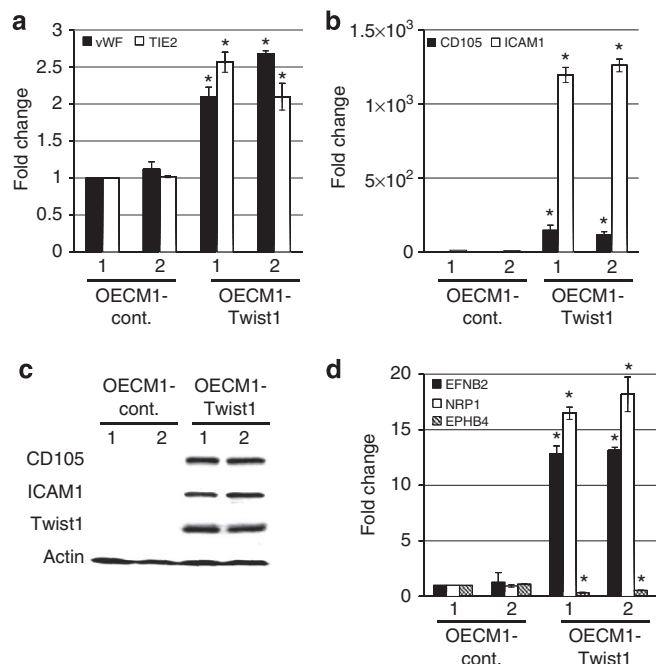 a
vWF TIE2
Fold change
3
2.5
2
1.5
1
0.5
0
* * * *
1 2 1 2
OECM1-
cont.
OECM1-
Twist1
b
CD105 ICAM1
Fold change
1.5×10³
1×10³
5×10²
0
* * * *
1 2 1 2
OECM1-
cont.
OECM1-
Twist1
c
OECM1-
cont.
OECM1-
Twist1
1 2 1 2
CD105
ICAM1
Twist1
Actin
d
EFNB2
NRP1
EPHB4
Fold change
20
15
10
5
0
* * * * * *
1 2 1 2
OECM1-
cont.
OECM1-
Twist1